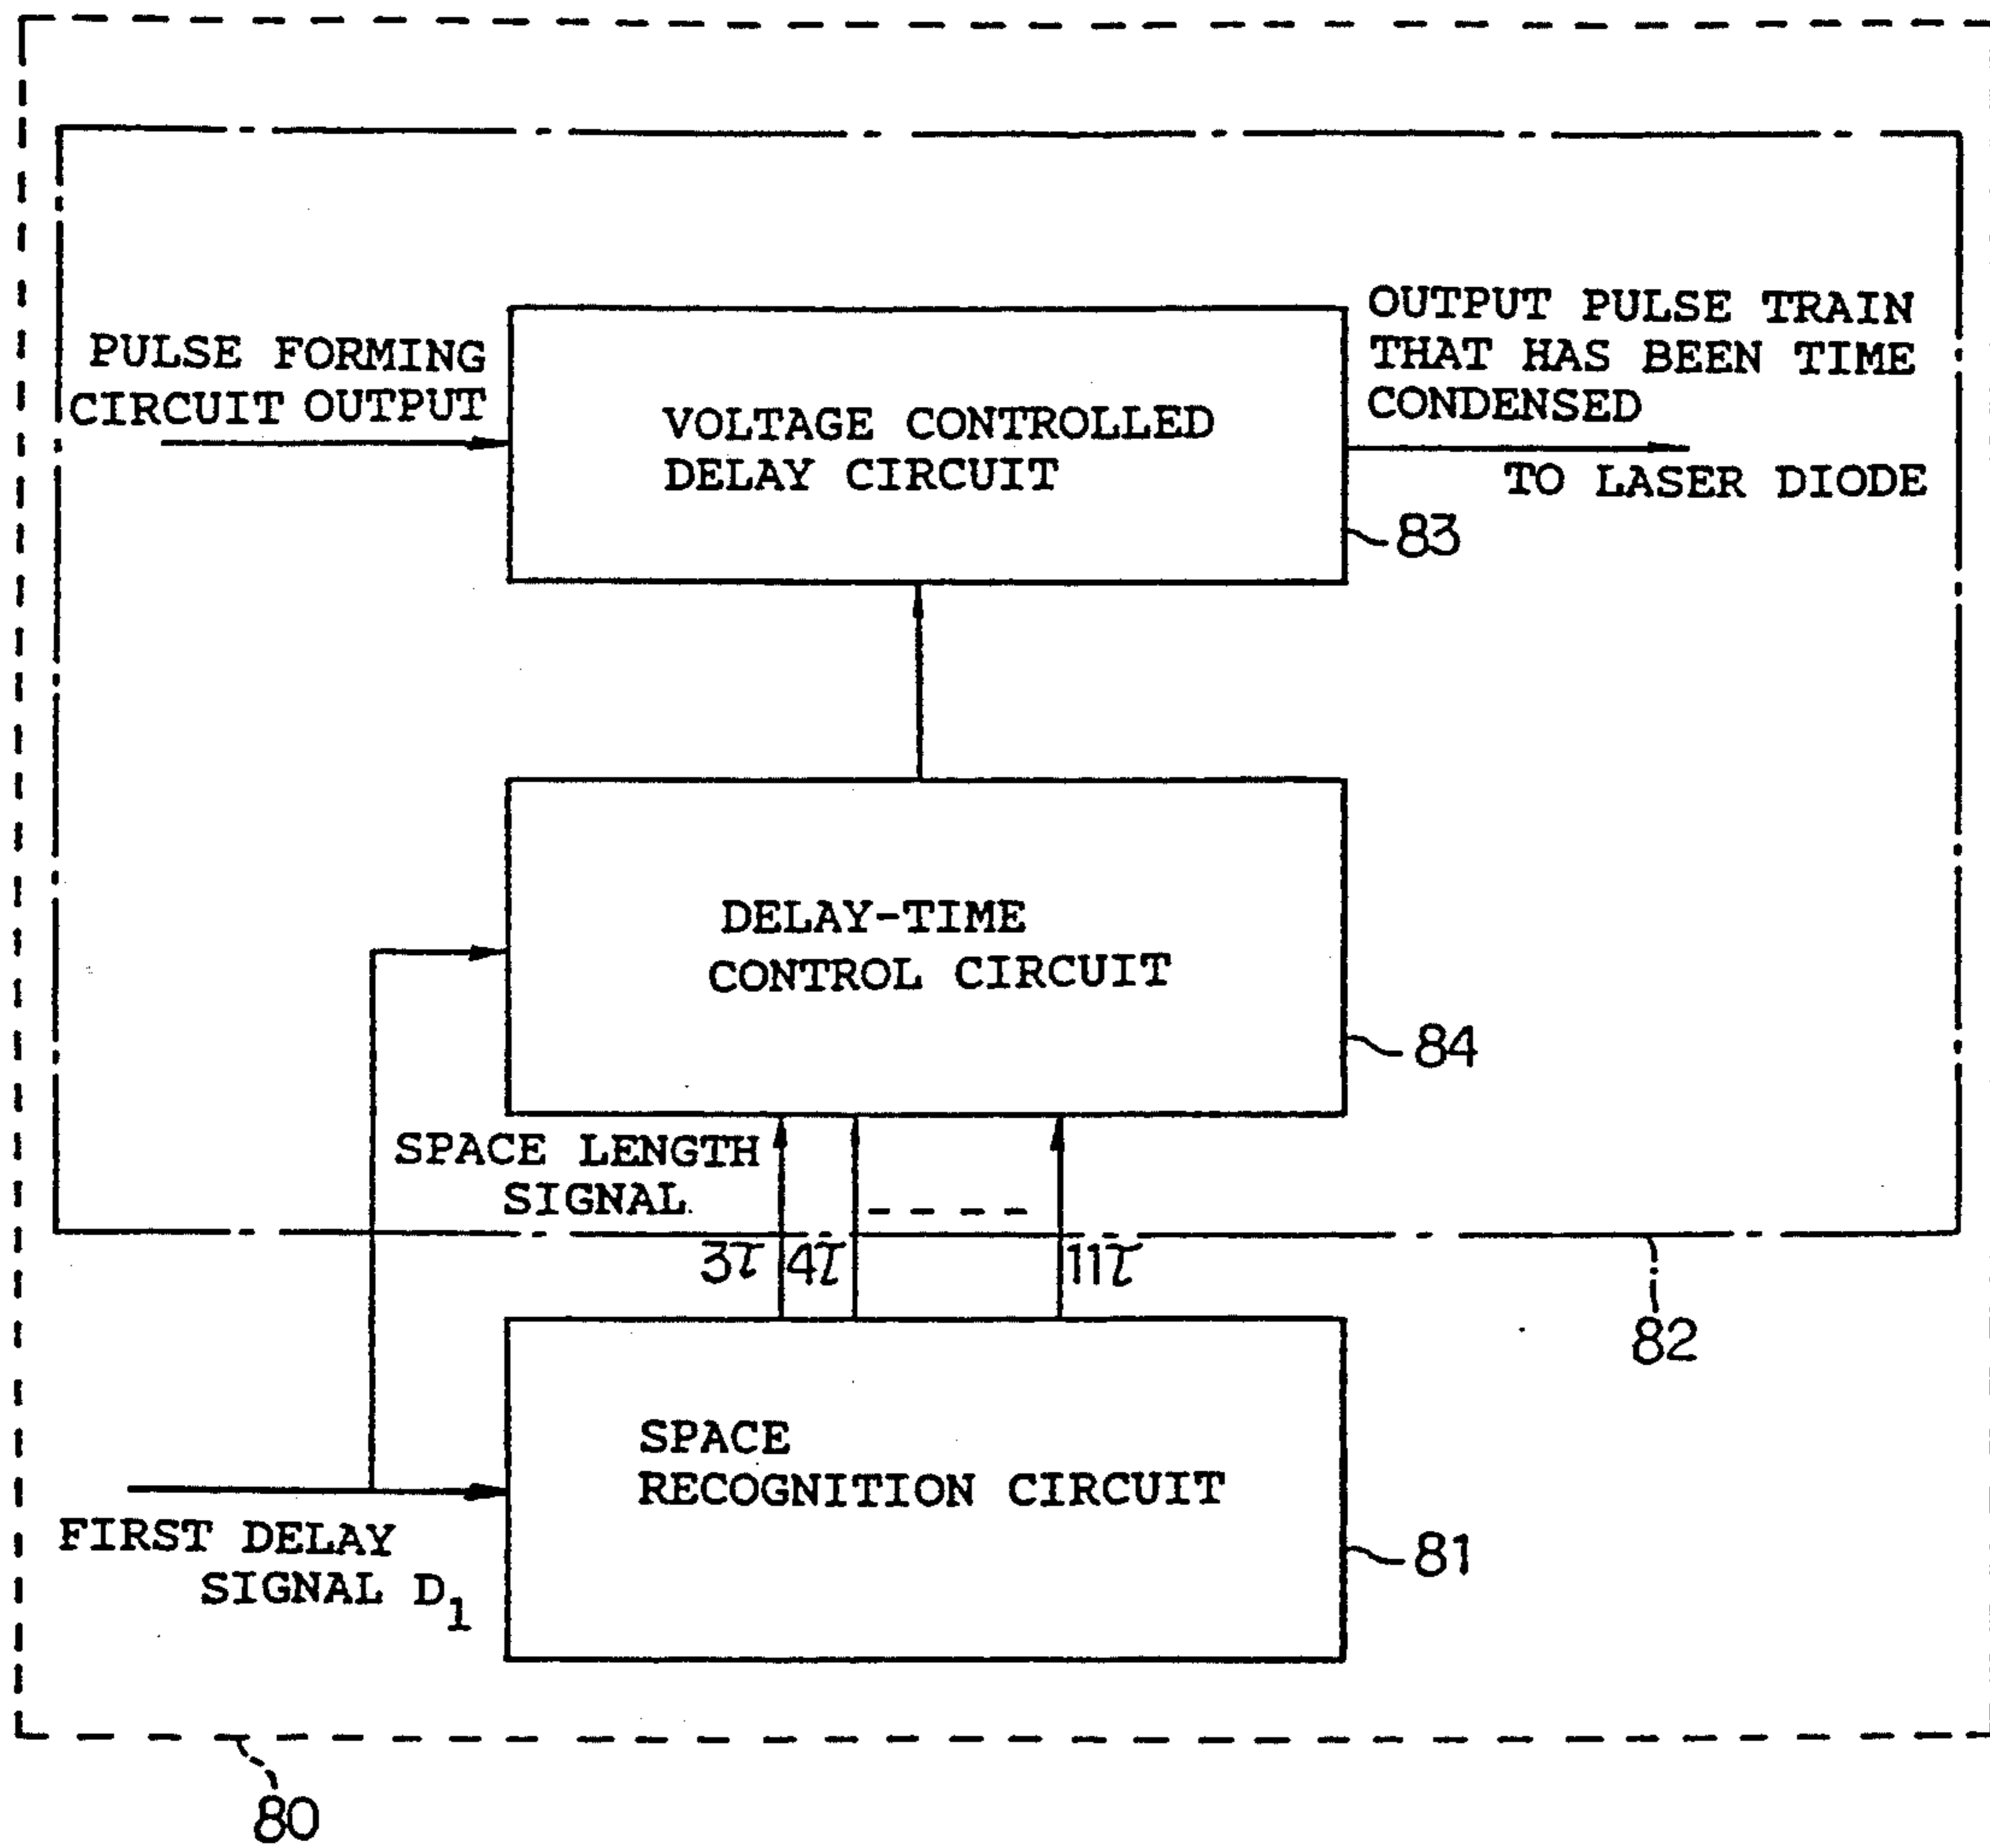 PULSE FORMING
CIRCUIT OUTPUT
VOLTAGE CONTROLLED
DELAY CIRCUIT
OUTPUT PULSE TRAIN
THAT HAS BEEN TIME
CONDENSED
TO LASER DIODE
83
DELAY-TIME
CONTROL CIRCUIT
84
SPACE LENGTH
SIGNAL
3τ 4τ 11τ
82
SPACE
RECOGNITION CIRCUIT
81
FIRST DELAY
SIGNAL D1
80